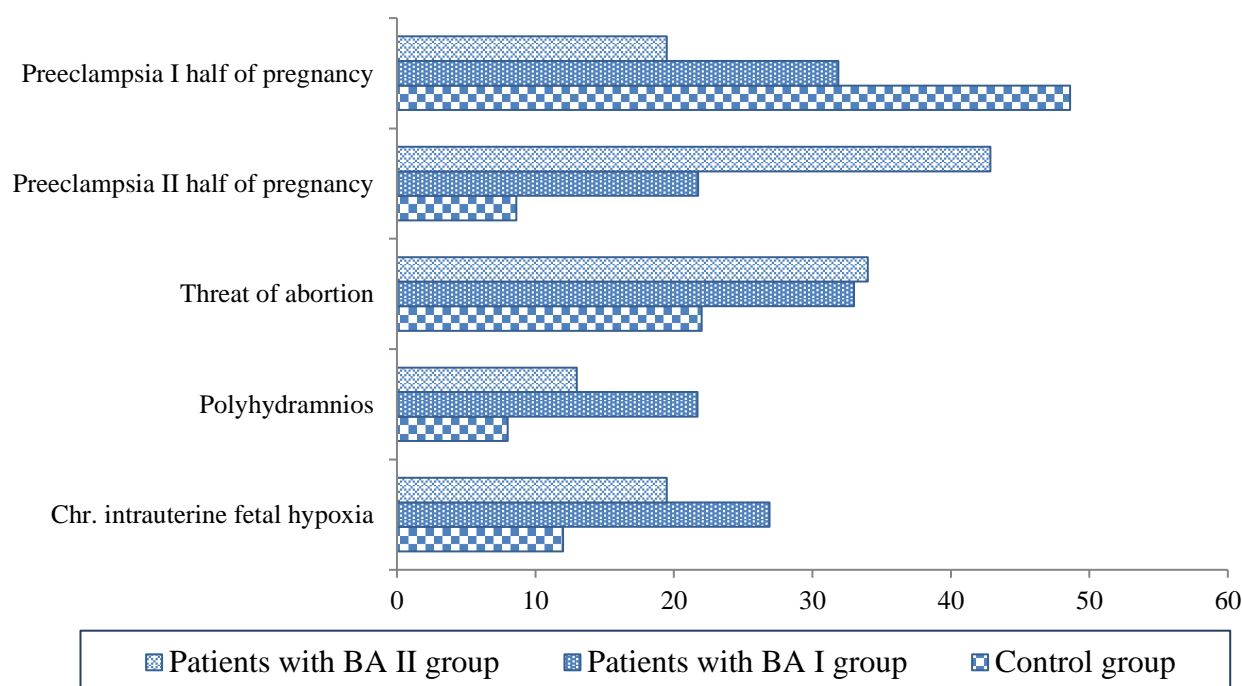 Preeclampsia I half of pregnancy
Preeclampsia II half of pregnancy
Threat of abortion
Polyhydramnios
Chr. intrauterine fetal hypoxia
0 10 20 30 40 50 60
Patients with BA II group Patients with BA I group Control group